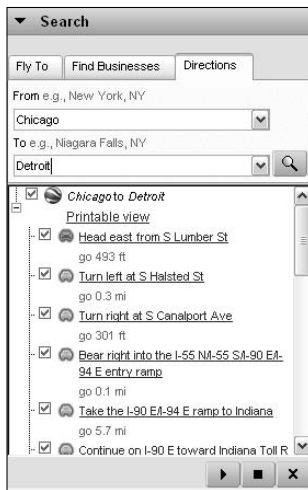 Search
Fly To Find Businesses Directions
From e.g., New York, NY
Chicago
To e.g., Niagara Falls, NY
Detroit
Chicago to Detroit
Printable view
Head east from S Lumber St
go 493 ft
Turn left at S Halsted St
go 0.3 mi
Turn right at S Canalport Ave
go 301 ft
Bear right into the I-55 N/I-55 S/I-90 E/I-
94 E entry ramp
go 0.1 mi
Take the I-90 E/I-94 E ramp to Indiana
go 5.7 mi
Continue on I-90 E toward Indiana Toll R